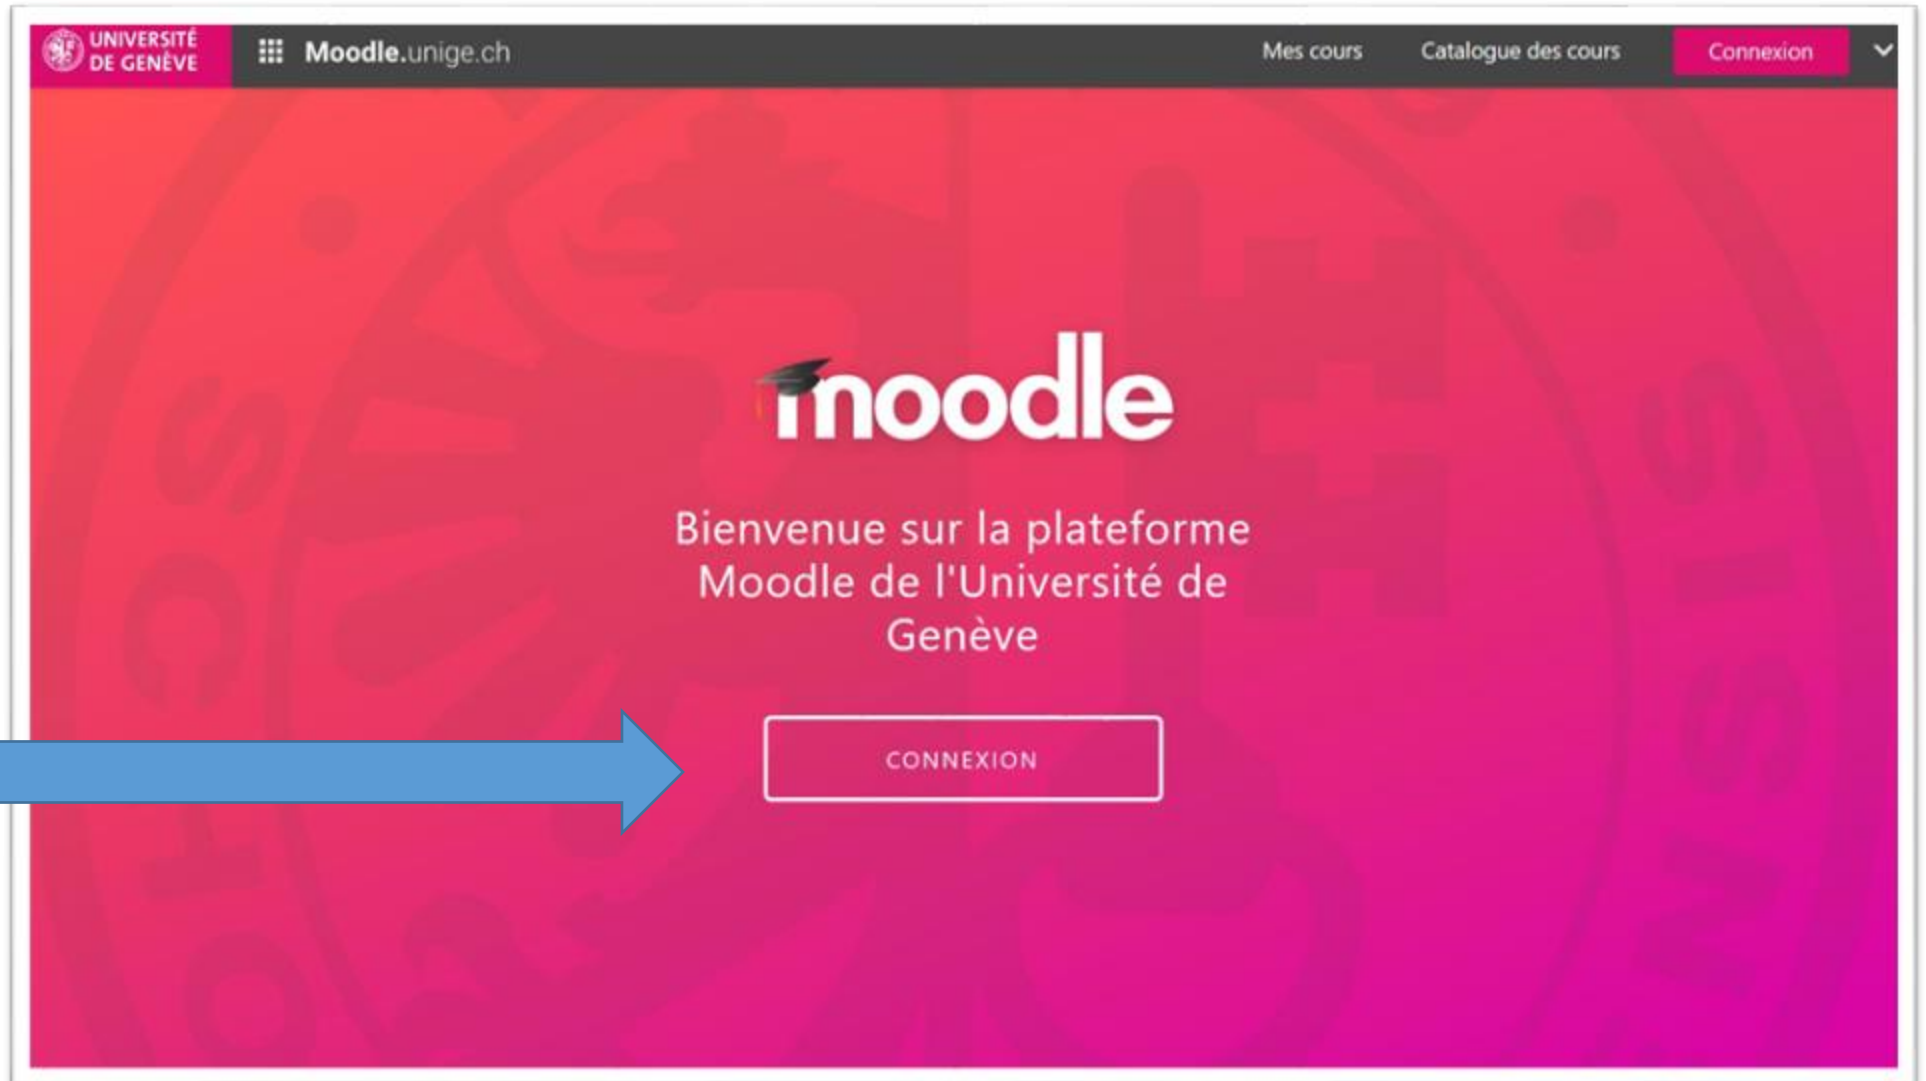 UNIVERSITÉ
DE GENÈVE
Moodle.unige.ch
Mes cours
Catalogue des cours
Connexion
moodle
Bienvenue sur la plateforme
Moodle de l'Université de
Genève
CONNEXION